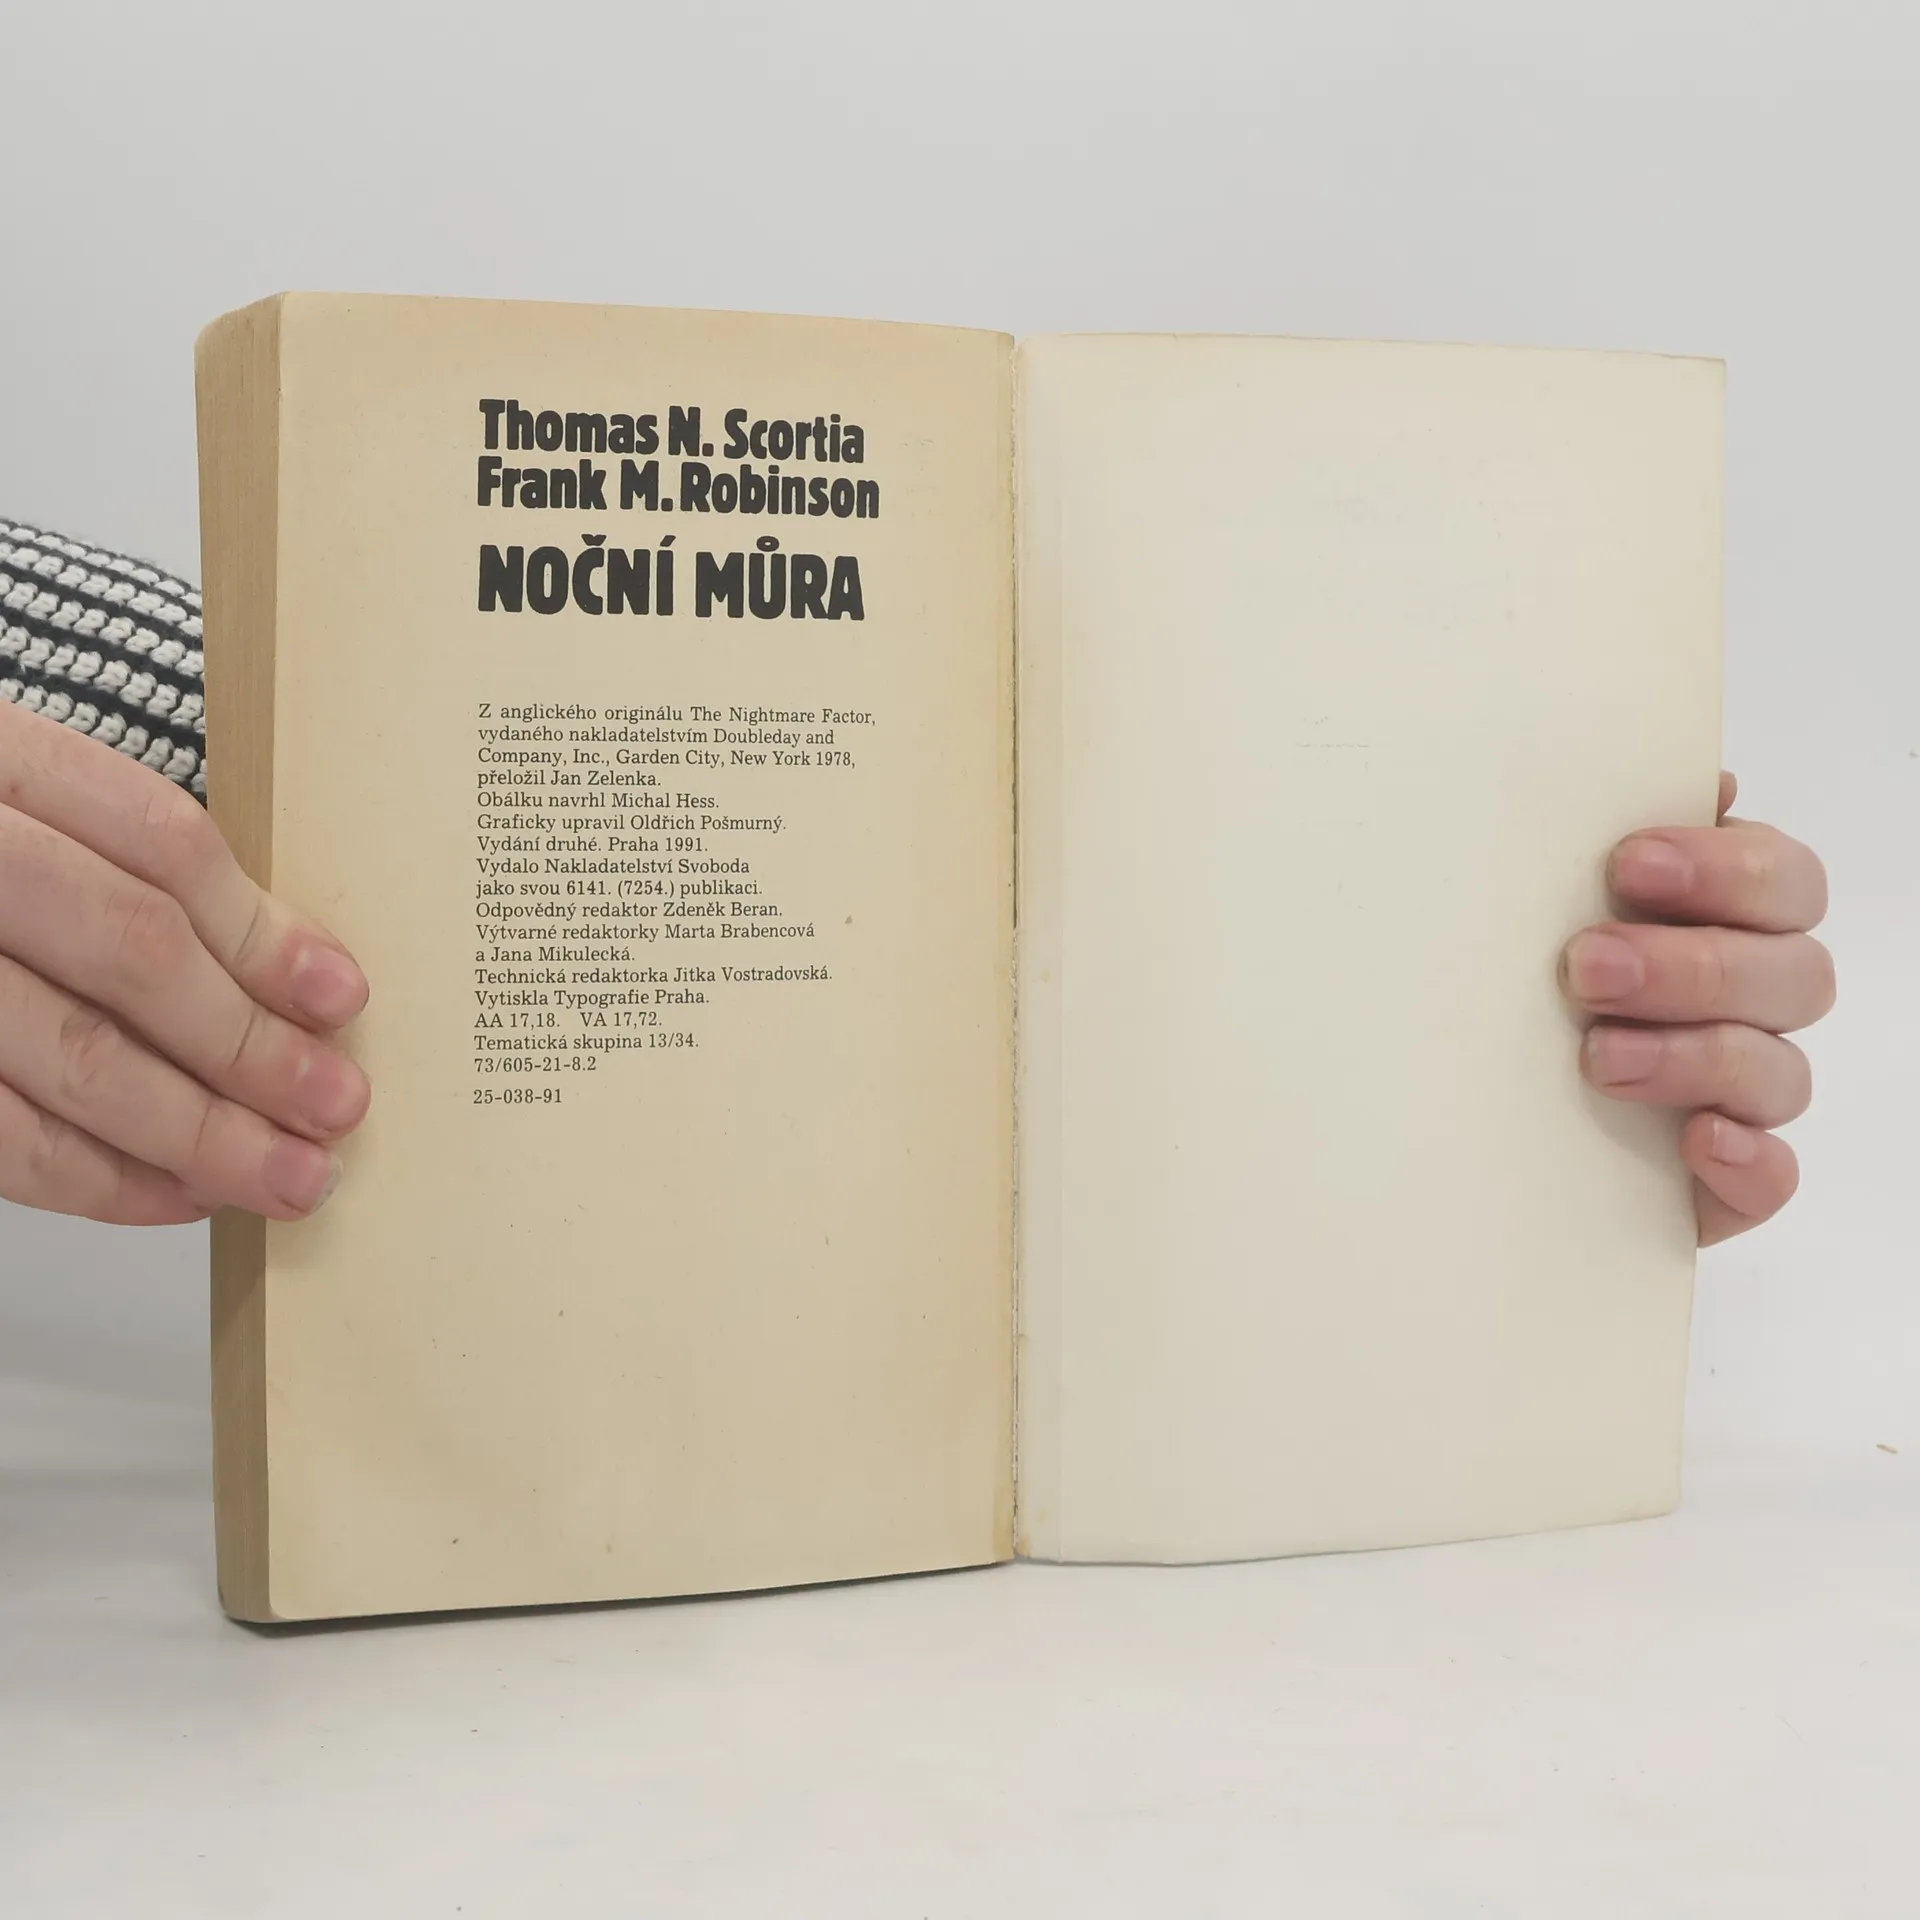 Thomas N. Scortia
Frank M. Robinson
NOČNÍ MŮRA
Z anglického originálu The Nightmare Factor,
vydaného nakladatelstvím Doubleday and
Company, Inc., Garden City, New York 1978,
přeložil Jan Zelenka.
Obálku navrhl Michal Hess.
Graficky upravil Oldřich Pošmurný.
Vydání druhé. Praha 1991.
Vydalo Nakladatelství Svoboda
jako svou 6141. (7254.) publikaci.
Odpovědný redaktor Zdeněk Beran.
Výtvarné redaktorky Marta Brabencová
a Jana Mikulecká.
Technická redaktorka Jitka Vostradovská.
Vytiskla Typografie Praha.
AA 17,18. VA 17,72.
Tematická skupina 13/34.
73/605-21-8.2
25-038-91